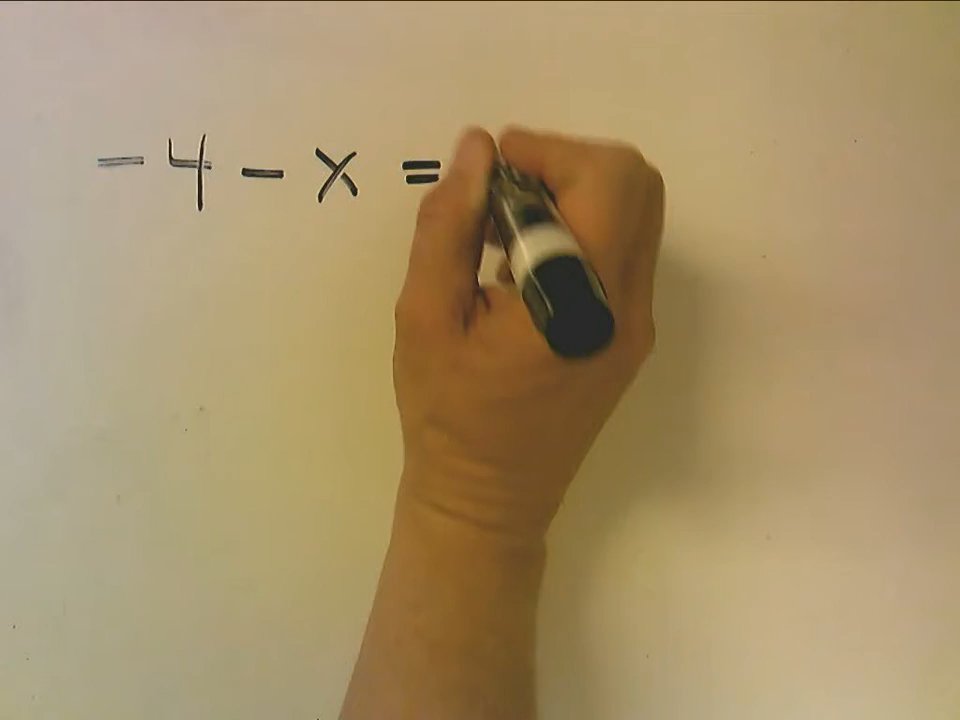 - 4 - x =